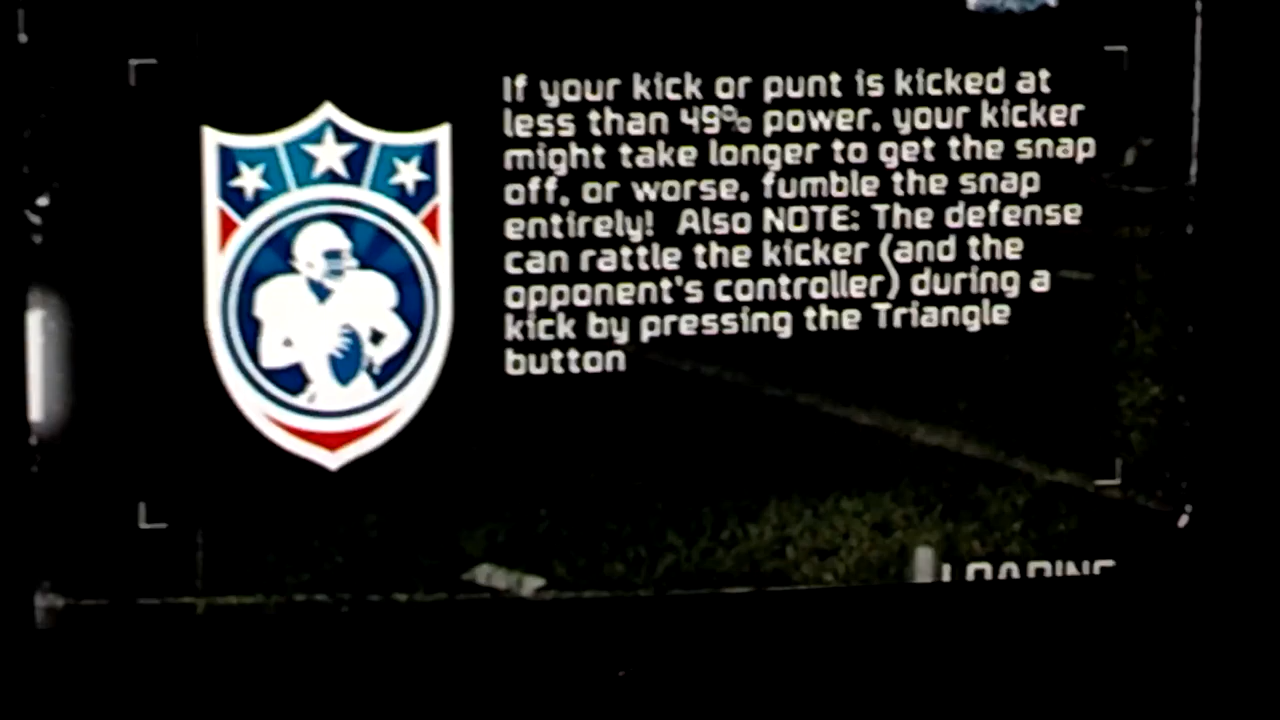 If your kick or punt is kicked at
less than 49% power, your kicker
might take longer to get the snap
off, or worse, fumble the snap
entirely! Also NOTE: The defense
can rattle the kicker (and the
opponent's controller) during a
kick by pressing the Triangle
button
LOADING